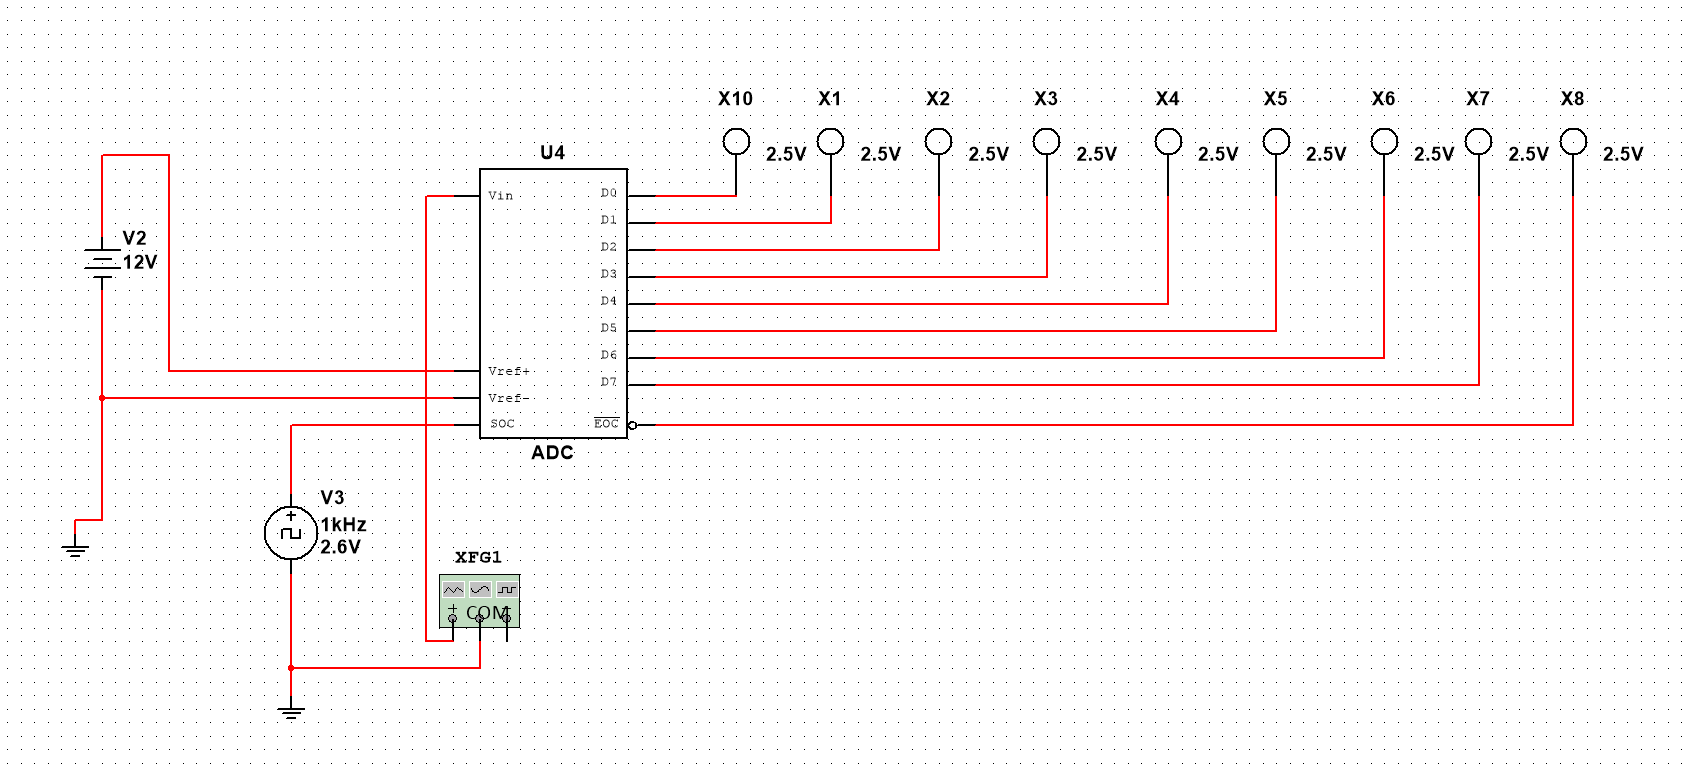 X10 X1 X2 X3 X4 X5 X6 X7 X8
2.5V 2.5V 2.5V 2.5V 2.5V 2.5V 2.5V 2.5V 2.5V
U4
Vin D0
D1
D2
V2
12V
D3
D4
D5
D6
Vref+
D7
Vref-
SOC EOC
ADC
V3
1kHz
2.6V
XFG1
+ COM -